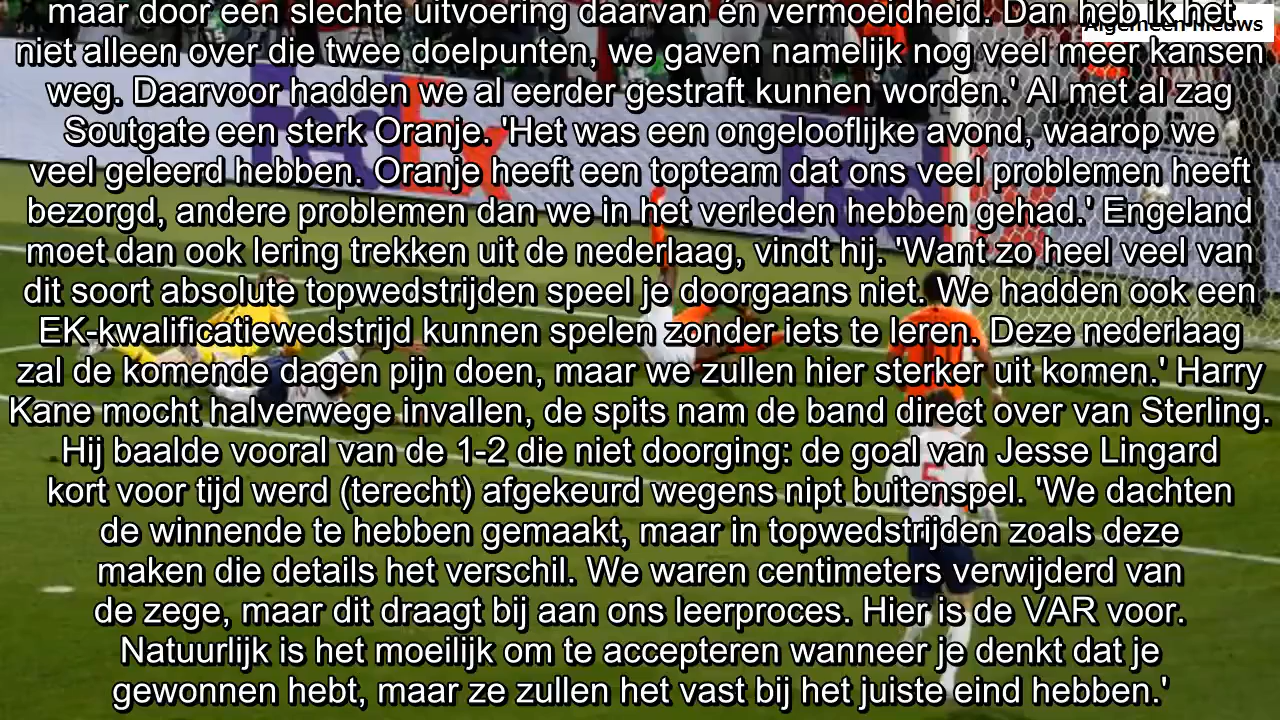 maar door een slechte uitvoering daarvan én vermoeidheid. Dan heb ik het
Algemeen nieuws
niet alleen over die twee doelpunten, we gaven namelijk nog veel meer kansen
weg. Daarvoor hadden we al eerder gestraft kunnen worden.' Al met al zag
Soutgate een sterk Oranje. 'Het was een ongelooflijke avond, waarop we
veel geleerd hebben. Oranje heeft een topteam dat ons veel problemen heeft
bezorgd, andere problemen dan we in het verleden hebben gehad.' Engeland
moet dan ook lering trekken uit de nederlaag, vindt hij. 'Want zo heel veel van
dit soort absolute topwedstrijden speel je doorgaans niet. We hadden ook een
EK-kwalificatiewedstrijd kunnen spelen zonder iets te leren. Deze nederlaag
zal de komende dagen pijn doen, maar we zullen hier sterker uit komen.' Harry
Kane mocht halverwege invallen, de spits nam de band direct over van Sterling.
Hij baalde vooral van de 1-2 die niet doorging: de goal van Jesse Lingard
kort voor tijd werd (terecht) afgekeurd wegens nipt buitenspel. 'We dachten
de winnende te hebben gemaakt, maar in topwedstrijden zoals deze
maken die details het verschil. We waren centimeters verwijderd van
de zege, maar dit draagt bij aan ons leerproces. Hier is de VAR voor.
Natuurlijk is het moeilijk om te accepteren wanneer je denkt dat je
gewonnen hebt, maar ze zullen het vast bij het juiste eind hebben.'
FedEx
5